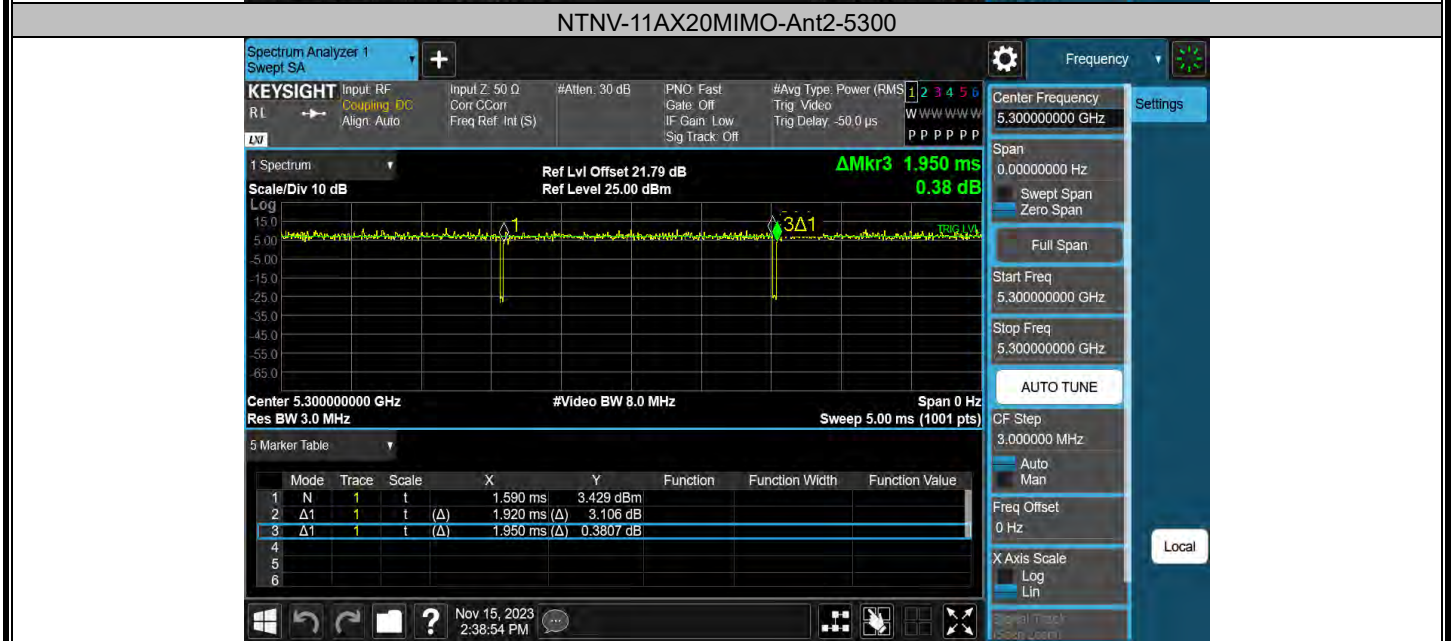 NTNV-11AX20MIMO-Ant2-5300
Spectrum Analyzer 1
Swept SA
+
Frequency
KEYSIGHT
RL
LXI
Input: RF
Coupling: DC
Align: Auto
Input Z: 50 Ω
Corr CCorr
Freq Ref: Int (S)
#Atten: 30 dB
PNO: Fast
Gate: Off
IF Gain: Low
Sig Track: Off
#Avg Type: Power (RMS
Trig: Video
Trig Delay: -50.0 µs
1 2 3 4 5 6
W W W W W W
P P P P P P
1 Spectrum
Scale/Div 10 dB
Ref Lvl Offset 21.79 dB
Ref Level 25.00 dBm
ΔMkr3 1.950 ms
0.38 dB
Log
15.0
5.00
-5.00
-15.0
-25.0
-35.0
-45.0
-55.0
-65.0
1
3Δ1
TRIG LVL
Center 5.300000000 GHz
Res BW 3.0 MHz
#Video BW 8.0 MHz
Span 0 Hz
Sweep 5.00 ms (1001 pts)
5 Marker Table
Mode Trace Scale X Y Function Function Width Function Value
1 N 1 t 1.590 ms 3.429 dBm
2 Δ1 1 t (Δ) 1.920 ms (Δ) 3.106 dB
3 Δ1 1 t (Δ) 1.950 ms (Δ) 0.3807 dB
4
5
6
Nov 15, 2023
2:38:54 PM
Center Frequency
5.300000000 GHz
Settings
Span
0.00000000 Hz
Swept Span
Zero Span
Full Span
Start Freq
5.300000000 GHz
Stop Freq
5.300000000 GHz
AUTO TUNE
CF Step
3.000000 MHz
Auto
Man
Freq Offset
0 Hz
X Axis Scale
Log
Lin
Local
Signal Track
(Span Zoom)